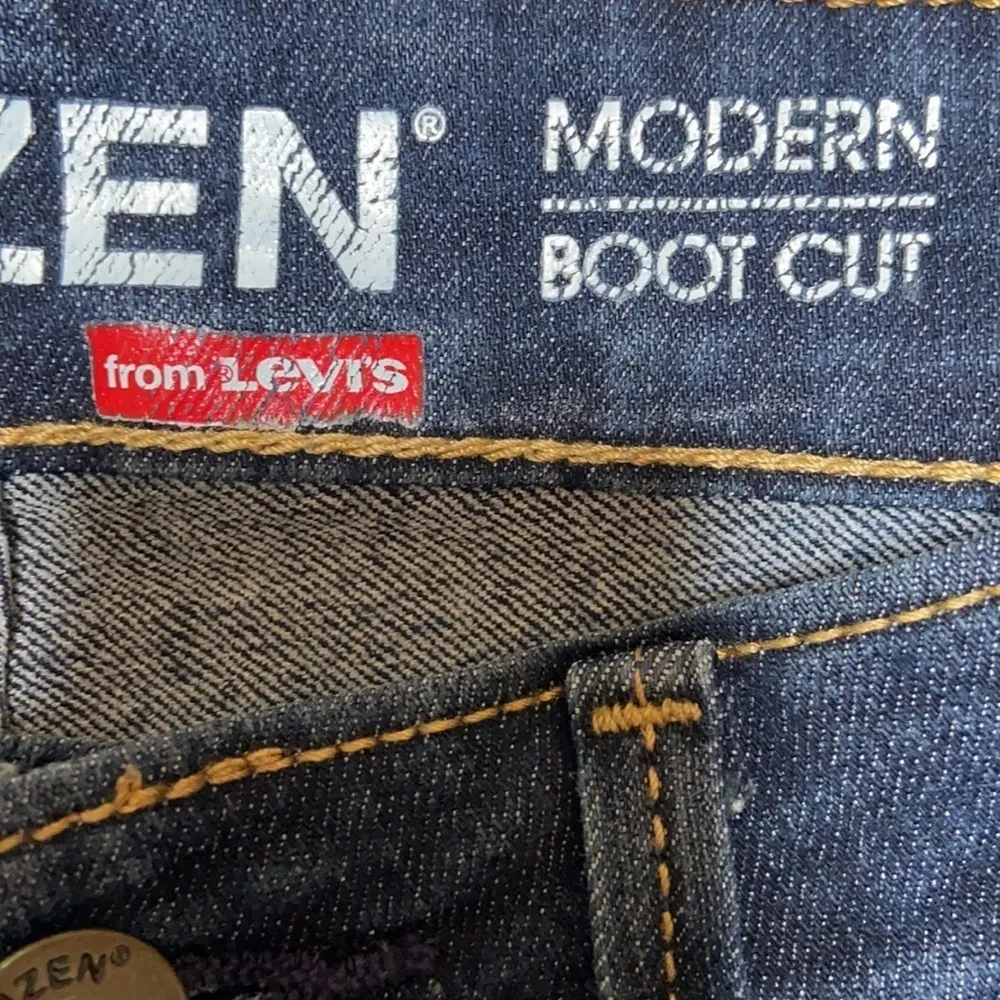 ZEN®
MODERN
BOOT CUT
from Levi's®
ZEN®